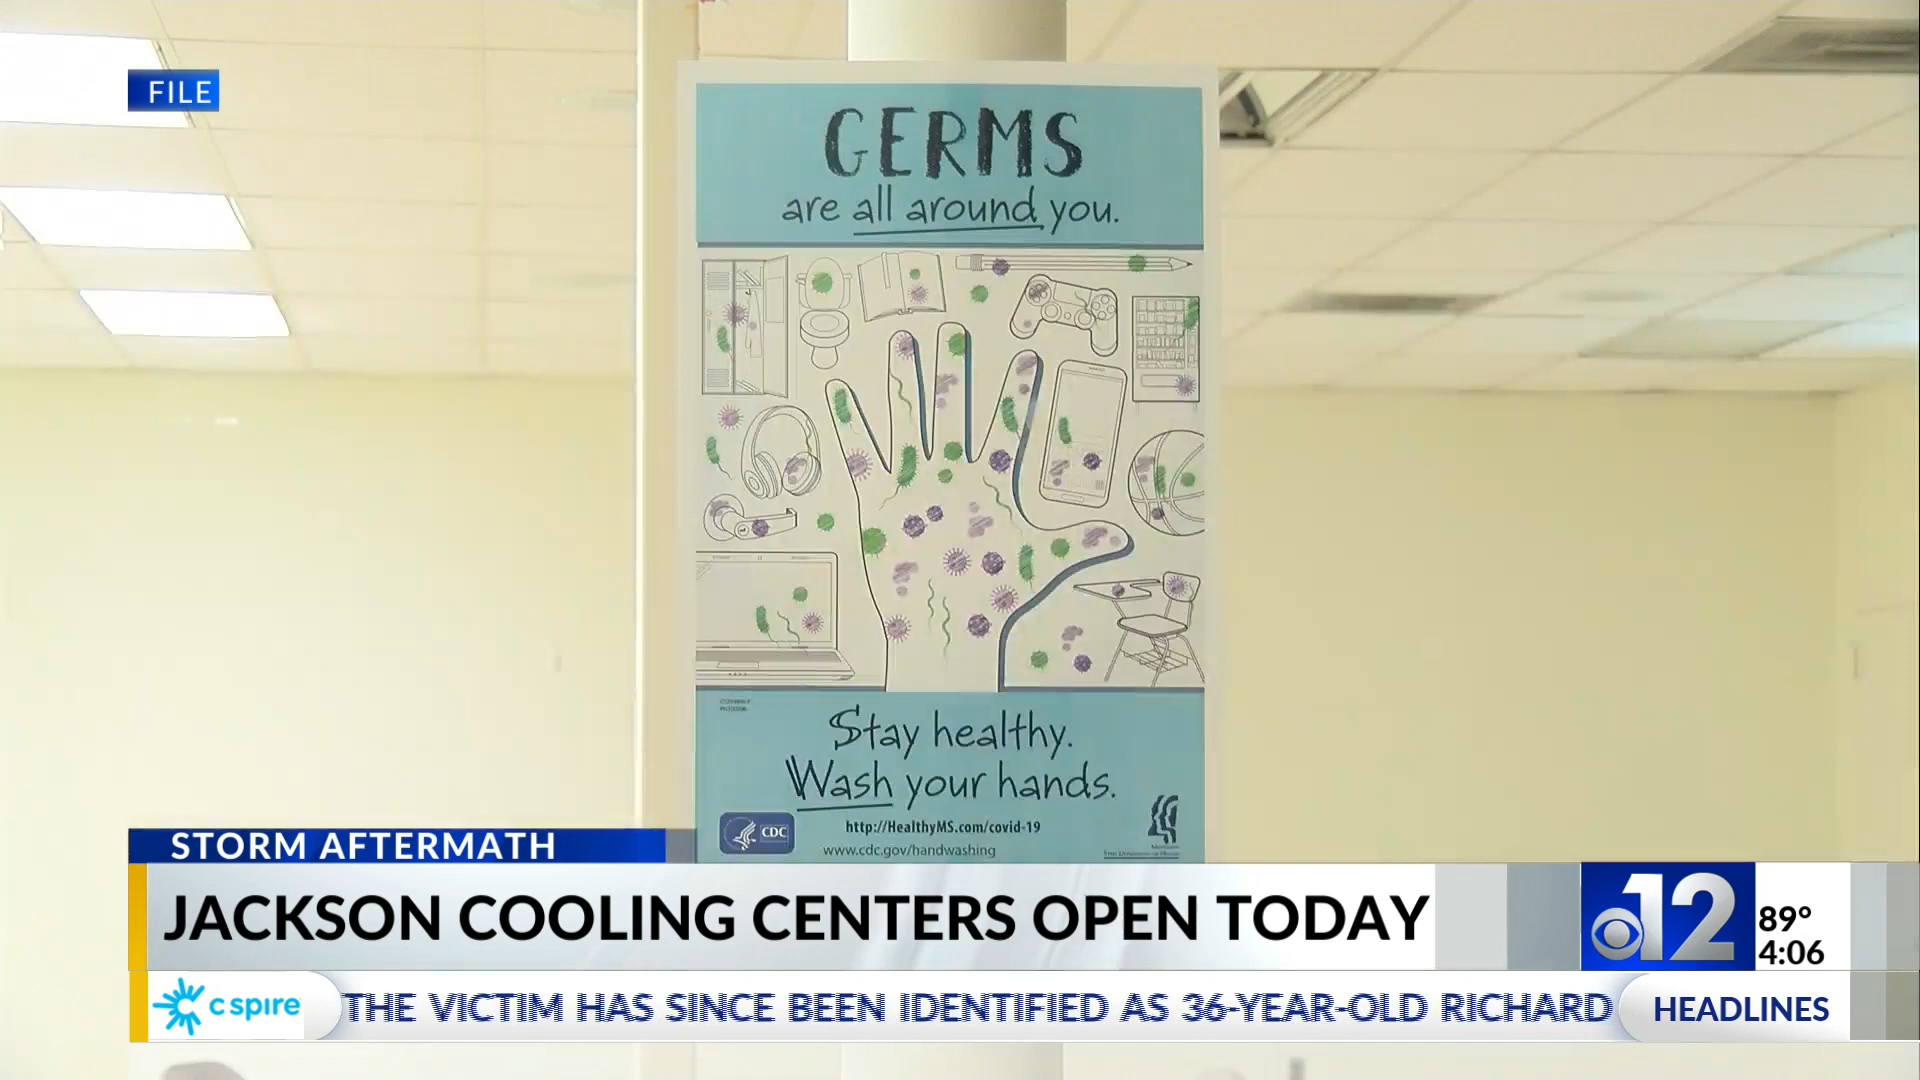 FILE
GERMS
are all around you.
Stay healthy.
Wash your hands.
CDC
http://HealthyMS.com/covid-19
www.cdc.gov/handwashing
STORM AFTERMATH
JACKSON COOLING CENTERS OPEN TODAY
12
89°
4:06
c spire
THE VICTIM HAS SINCE BEEN IDENTIFIED AS 36-YEAR-OLD RICHARD
HEADLINES